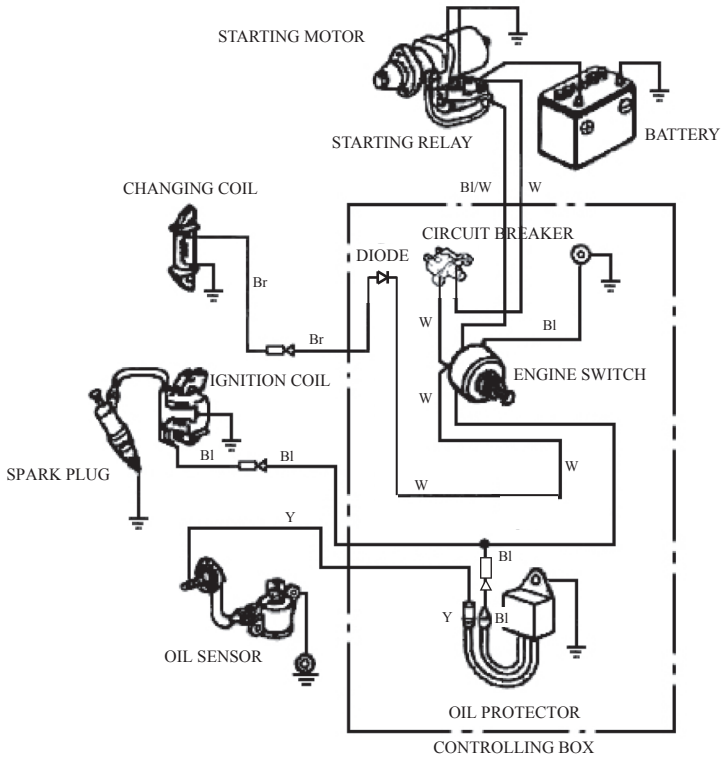 STARTING MOTOR
STARTING RELAY
BATTERY
CHANGING COIL
Bl/W
W
CIRCUIT BREAKER
DIODE
Br
W
Bl
Br
ENGINE SWITCH
IGNITION COIL
W
Bl
Bl
W
SPARK PLUG
W
Y
Bl
Y
Bl
OIL SENSOR
OIL PROTECTOR
CONTROLLING BOX